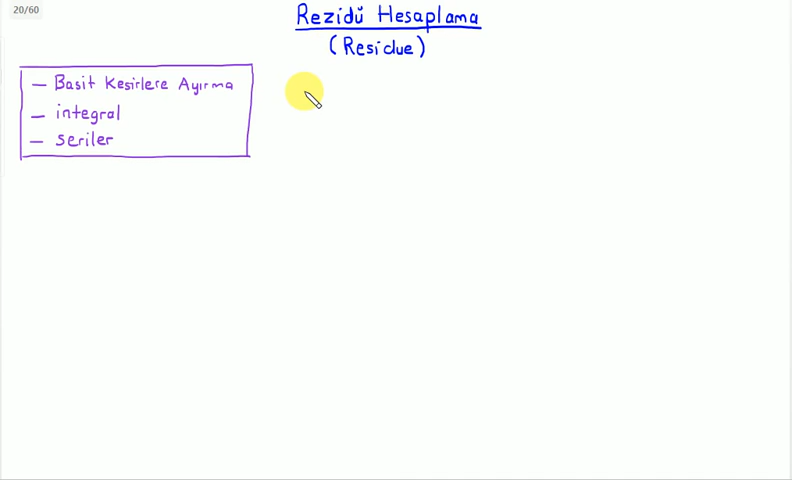 20/60
Rezidü Hesaplama
(Residue)
— Basit Kesirlere Ayırma
— integral
— seriler